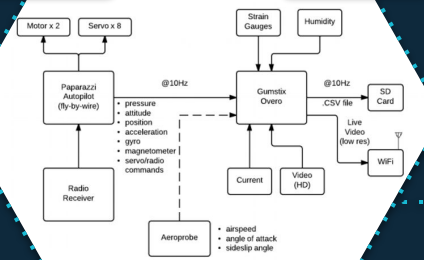 Motor x 2
Servo x 8
Strain
Gauges
Humidity
Paparazzi
Autopilot
(fly-by-wire)
@10Hz
• pressure
• attitude
• position
• acceleration
• gyro
• magnetometer
• servo/radio
commands
Gumstix
Overo
@10Hz
.CSV file
SD
Card
Live
Video
(low res)
WiFi
Radio
Receiver
Current
Video
(HD)
Aeroprobe
• airspeed
• angle of attack
• sideslip angle